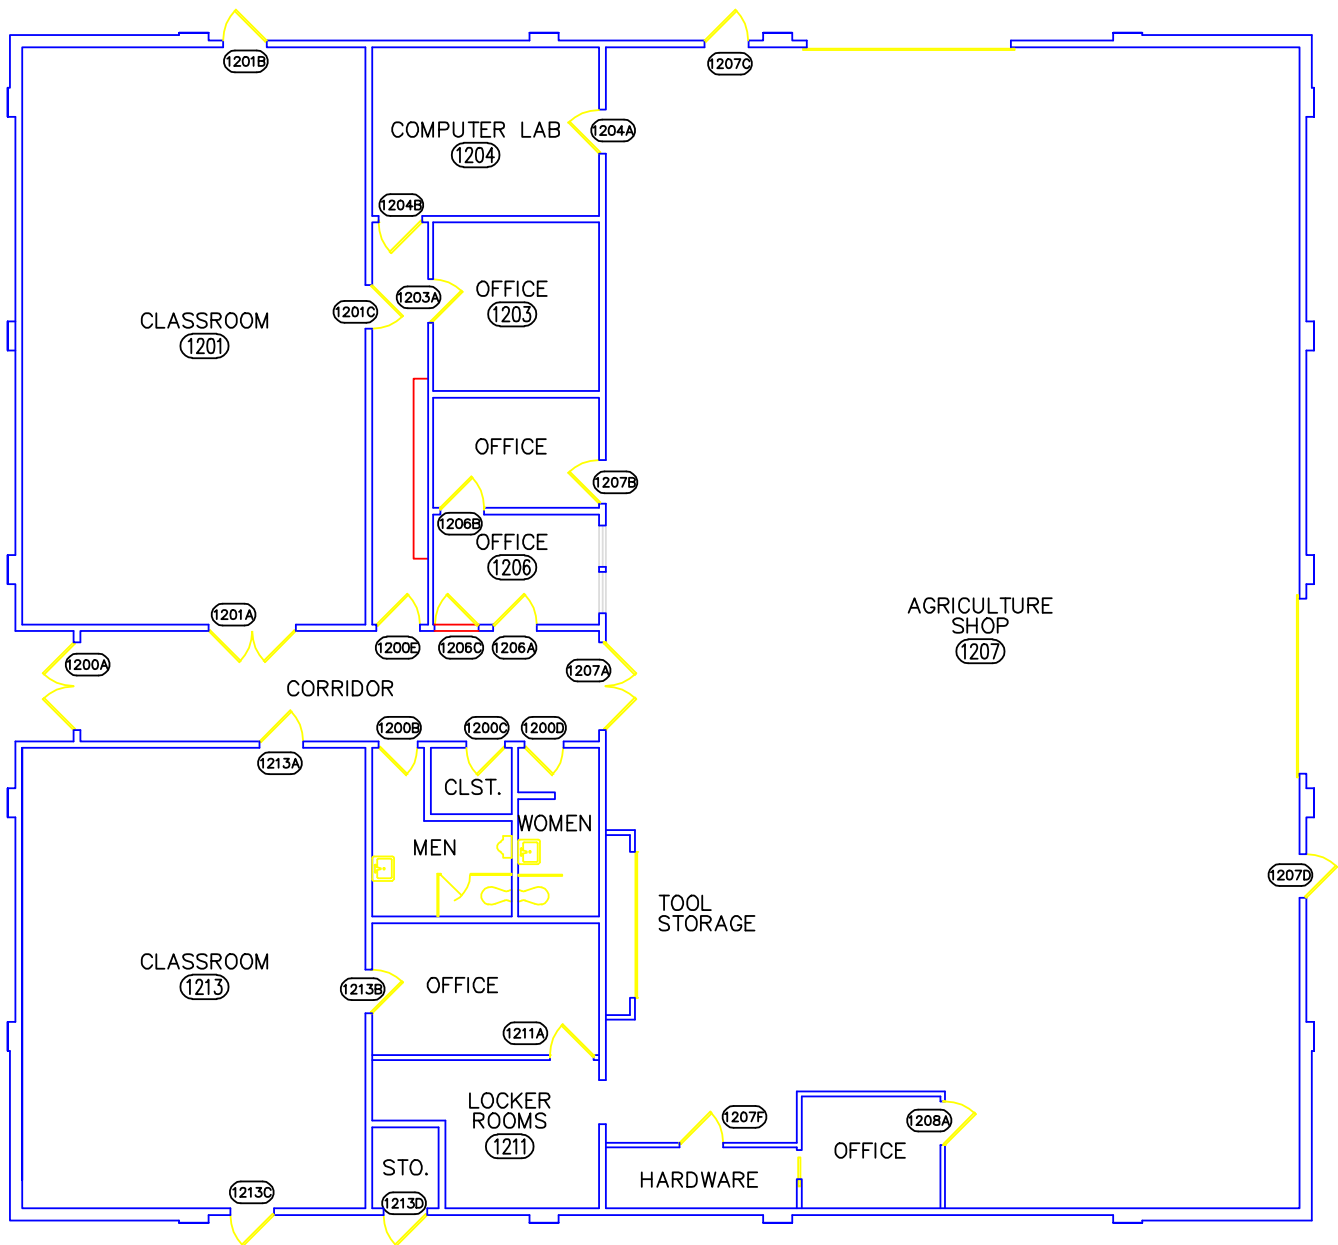 1201B
1207C
COMPUTER LAB
1204
1204A
1204B
OFFICE
1203
1203A
1201C
CLASSROOM
1201
OFFICE
1207B
1206B
OFFICE
1206
AGRICULTURE
SHOP
1207
1201A
1200A
1200E
1206C
1206A
1207A
CORRIDOR
1200B
1200C
1200D
1213A
CLST.
WOMEN
MEN
1207D
TOOL
STORAGE
CLASSROOM
1213
1213B
OFFICE
1211A
LOCKER
ROOMS
1211
1207F
1208A
OFFICE
STO.
HARDWARE
1213C
1213D